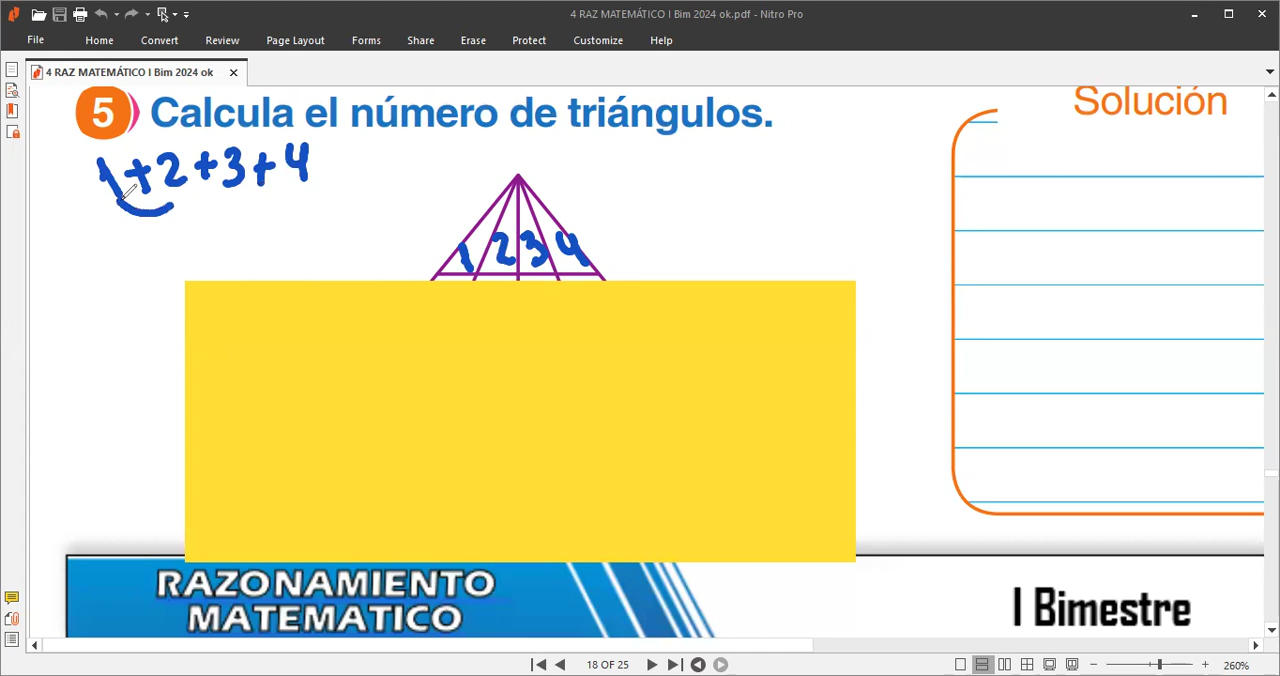 4 RAZ MATEMÁTICO I Bim 2024 ok.pdf - Nitro Pro
File Home Convert Review Page Layout Forms Share Erase Protect Customize Help
4 RAZ MATEMÁTICO I Bim 2024 ok
5 Calcula el número de triángulos.
Solución
1+2+3+4
1 2 3 4
RAZONAMIENTO
MATEMATICO
I Bimestre
18 OF 25
260%